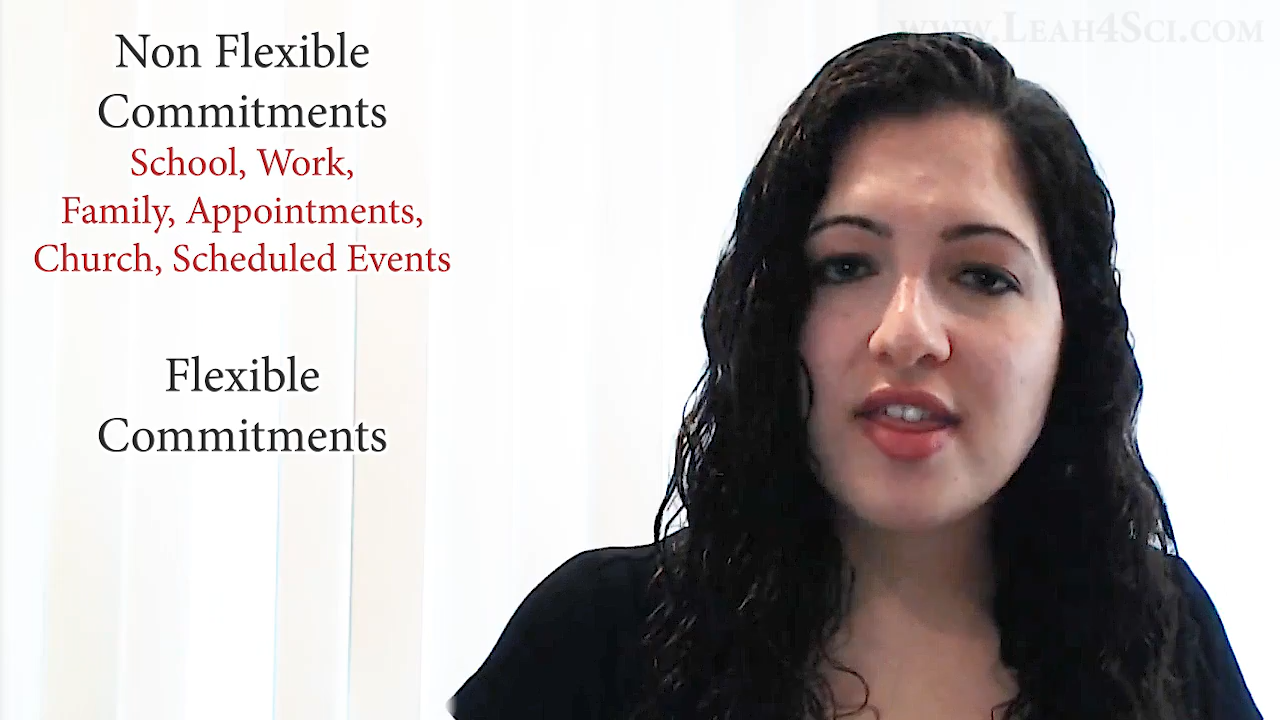 www.Leah4Sci.com
Non Flexible
Commitments
School, Work,
Family, Appointments,
Church, Scheduled Events
Flexible
Commitments